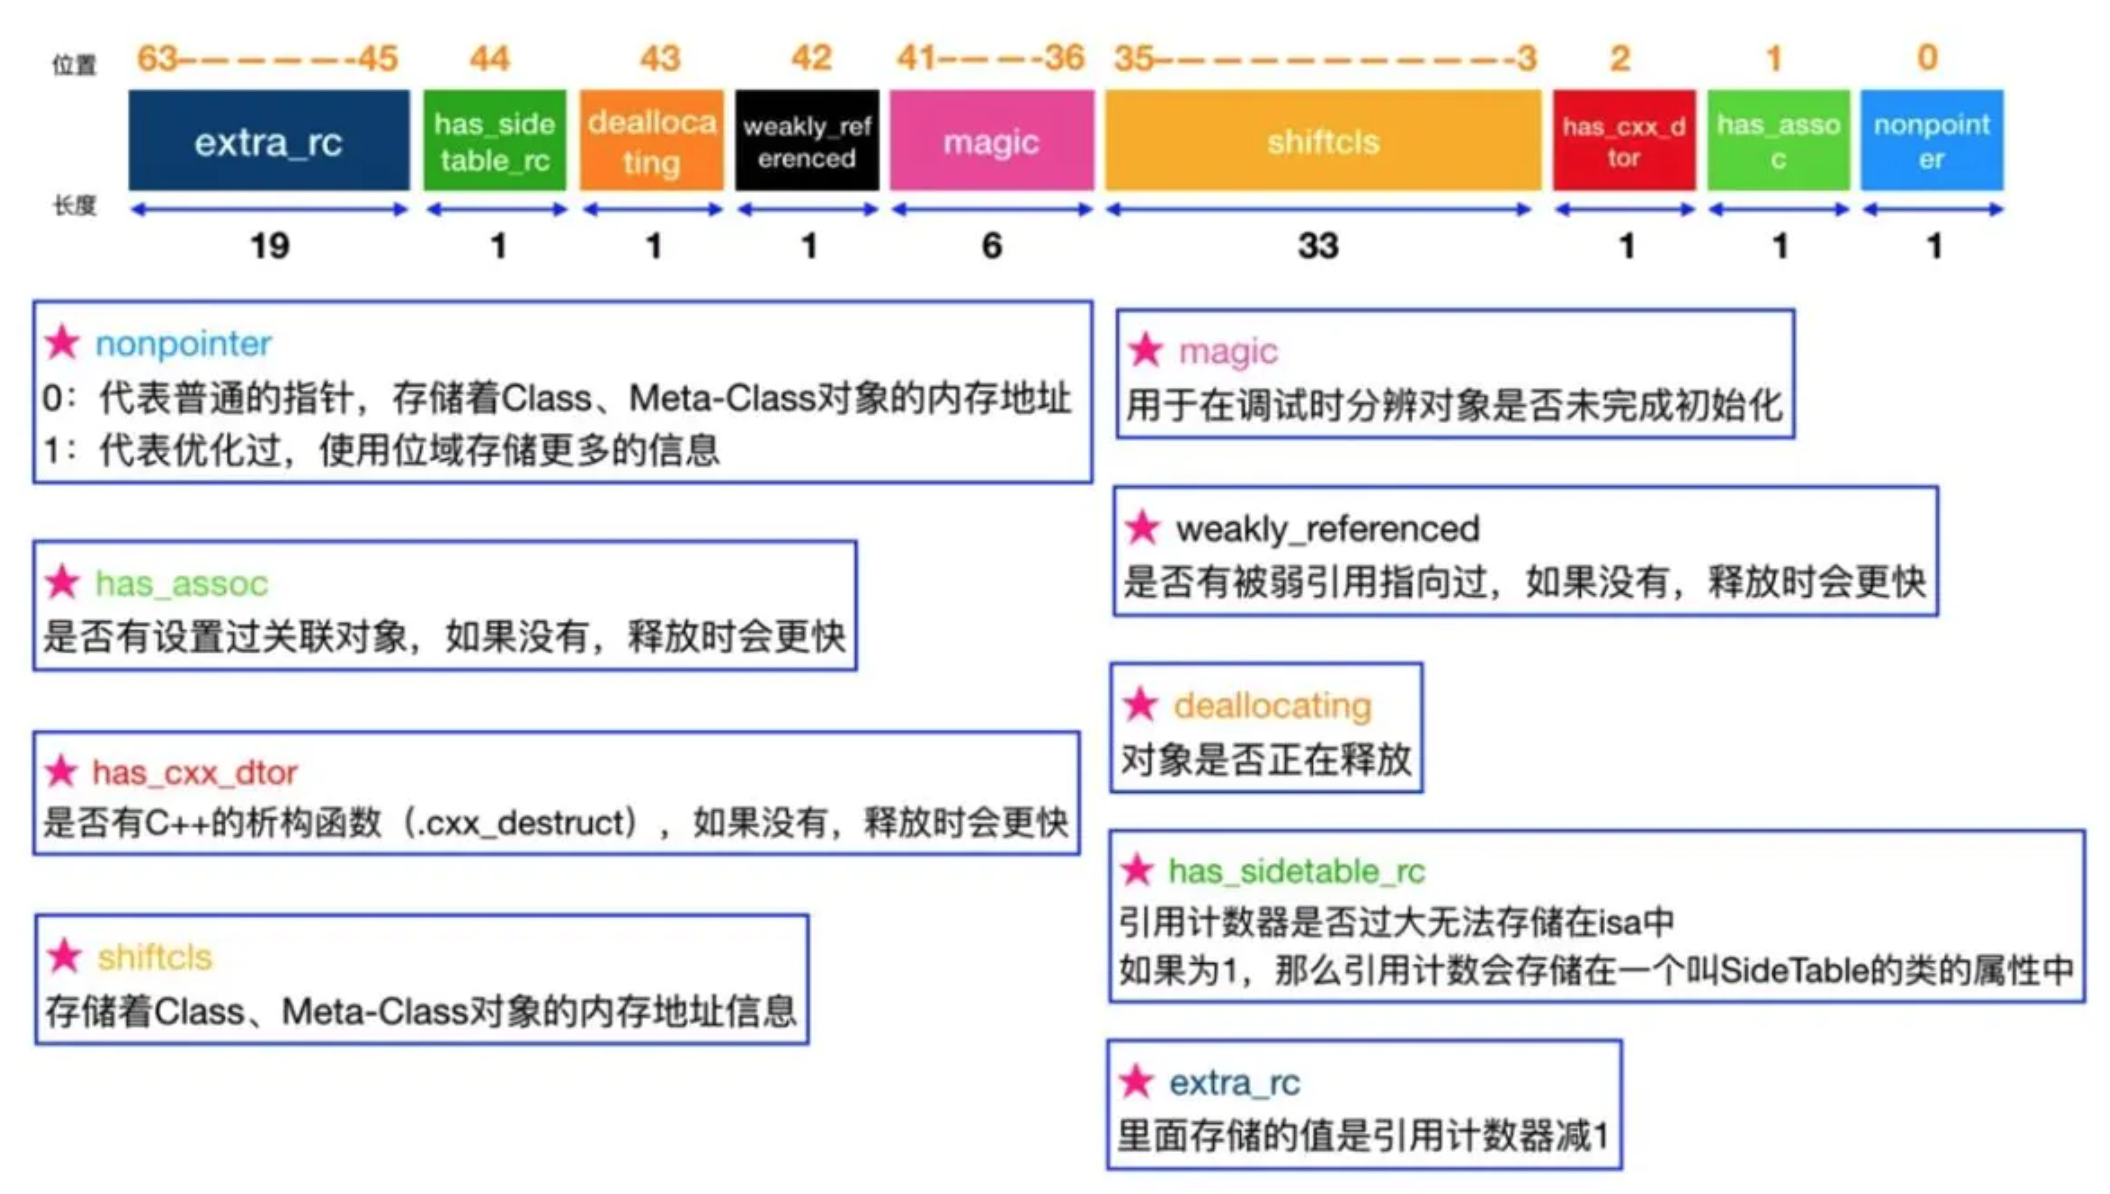 位置 63-------45 44 43 42 41----36 35------------3 2 1 0
extra_rc
has_side
table_rc
dealloca
ting
weakly_ref
erenced
magic
shiftcls
has_cxx_d
tor
has_asso
c
nonpoint
er
长度
19 1 1 1 6 33 1 1 1
★ nonpointer
0：代表普通的指针，存储着Class、Meta-Class对象的内存地址
1：代表优化过，使用位域存储更多的信息
★ has_assoc
是否有设置过关联对象，如果没有，释放时会更快
★ has_cxx_dtor
是否有C++的析构函数（.cxx_destruct），如果没有，释放时会更快
★ shiftcls
存储着Class、Meta-Class对象的内存地址信息
★ magic
用于在调试时分辨对象是否未完成初始化
★ weakly_referenced
是否有被弱引用指向过，如果没有，释放时会更快
★ deallocating
对象是否正在释放
★ has_sidetable_rc
引用计数器是否过大无法存储在isa中
如果为1，那么引用计数会存储在一个叫SideTable的类的属性中
★ extra_rc
里面存储的值是引用计数器减1